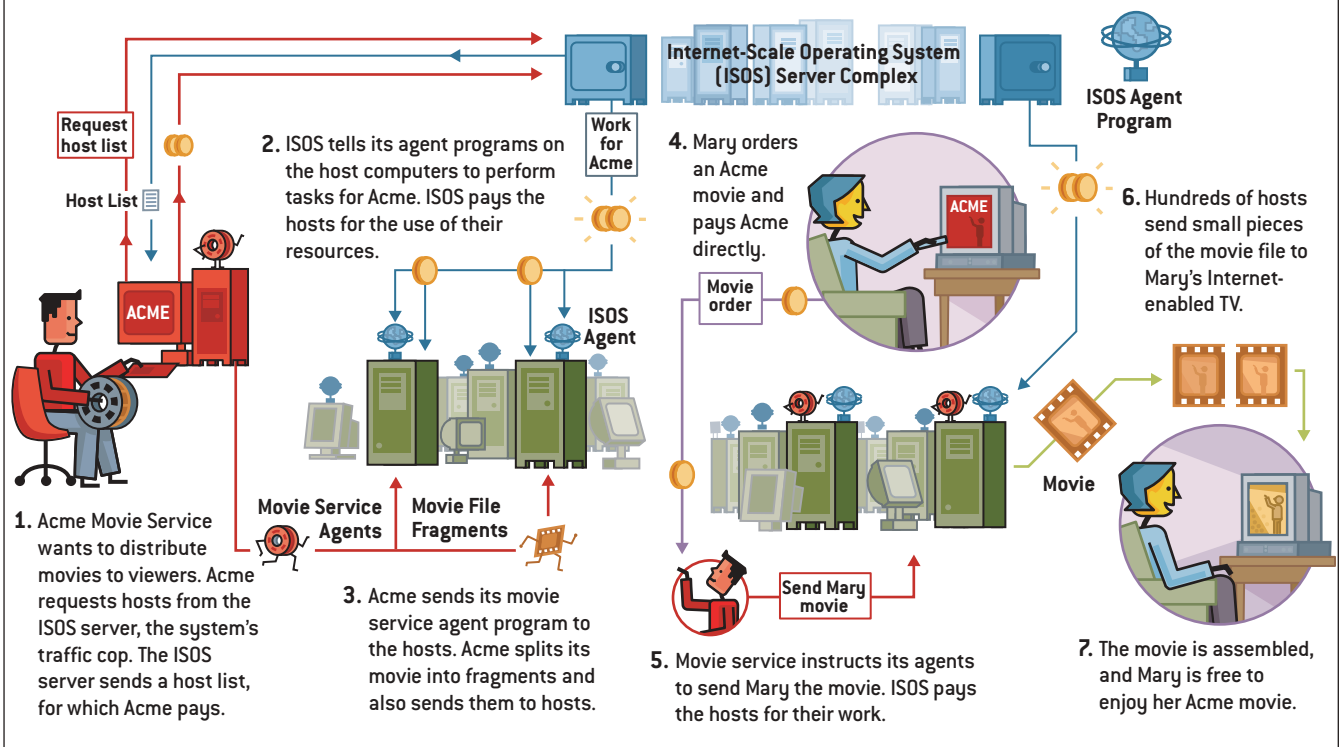 Internet-Scale Operating System
(ISOS) Server Complex
ISOS Agent
Program
Request
host list
Host List
ACME
1. Acme Movie Service
wants to distribute
movies to viewers. Acme
requests hosts from the
ISOS server, the system’s
traffic cop. The ISOS
server sends a host list,
for which Acme pays.
2. ISOS tells its agent programs on
the host computers to perform
tasks for Acme. ISOS pays the
hosts for the use of their
resources.
Work
for
Acme
ISOS
Agent
Movie Service
Agents
Movie File
Fragments
3. Acme sends its movie
service agent program to
the hosts. Acme splits its
movie into fragments and
also sends them to hosts.
4. Mary orders
an Acme
movie and
pays Acme
directly.
ACME
Movie
order
Send Mary
movie
5. Movie service instructs its agents
to send Mary the movie. ISOS pays
the hosts for their work.
6. Hundreds of hosts
send small pieces
of the movie file to
Mary’s Internet-
enabled TV.
Movie
7. The movie is assembled,
and Mary is free to
enjoy her Acme movie.